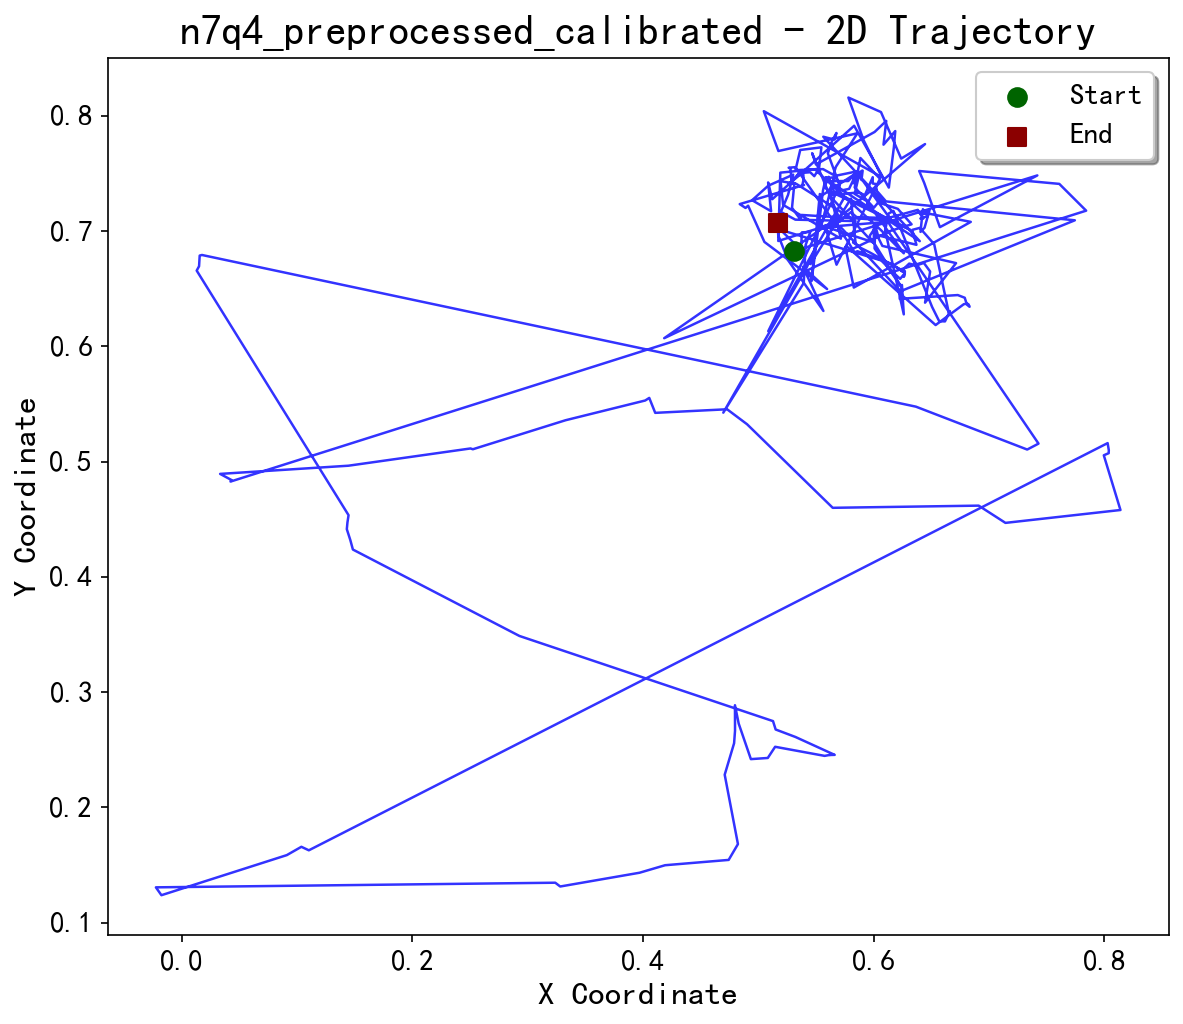 n7q4_preprocessed_calibrated - 2D Trajectory
Start
End
Y Coordinate
0.8
0.7
0.6
0.5
0.4
0.3
0.2
0.1
0.0 0.2 0.4 0.6 0.8
X Coordinate